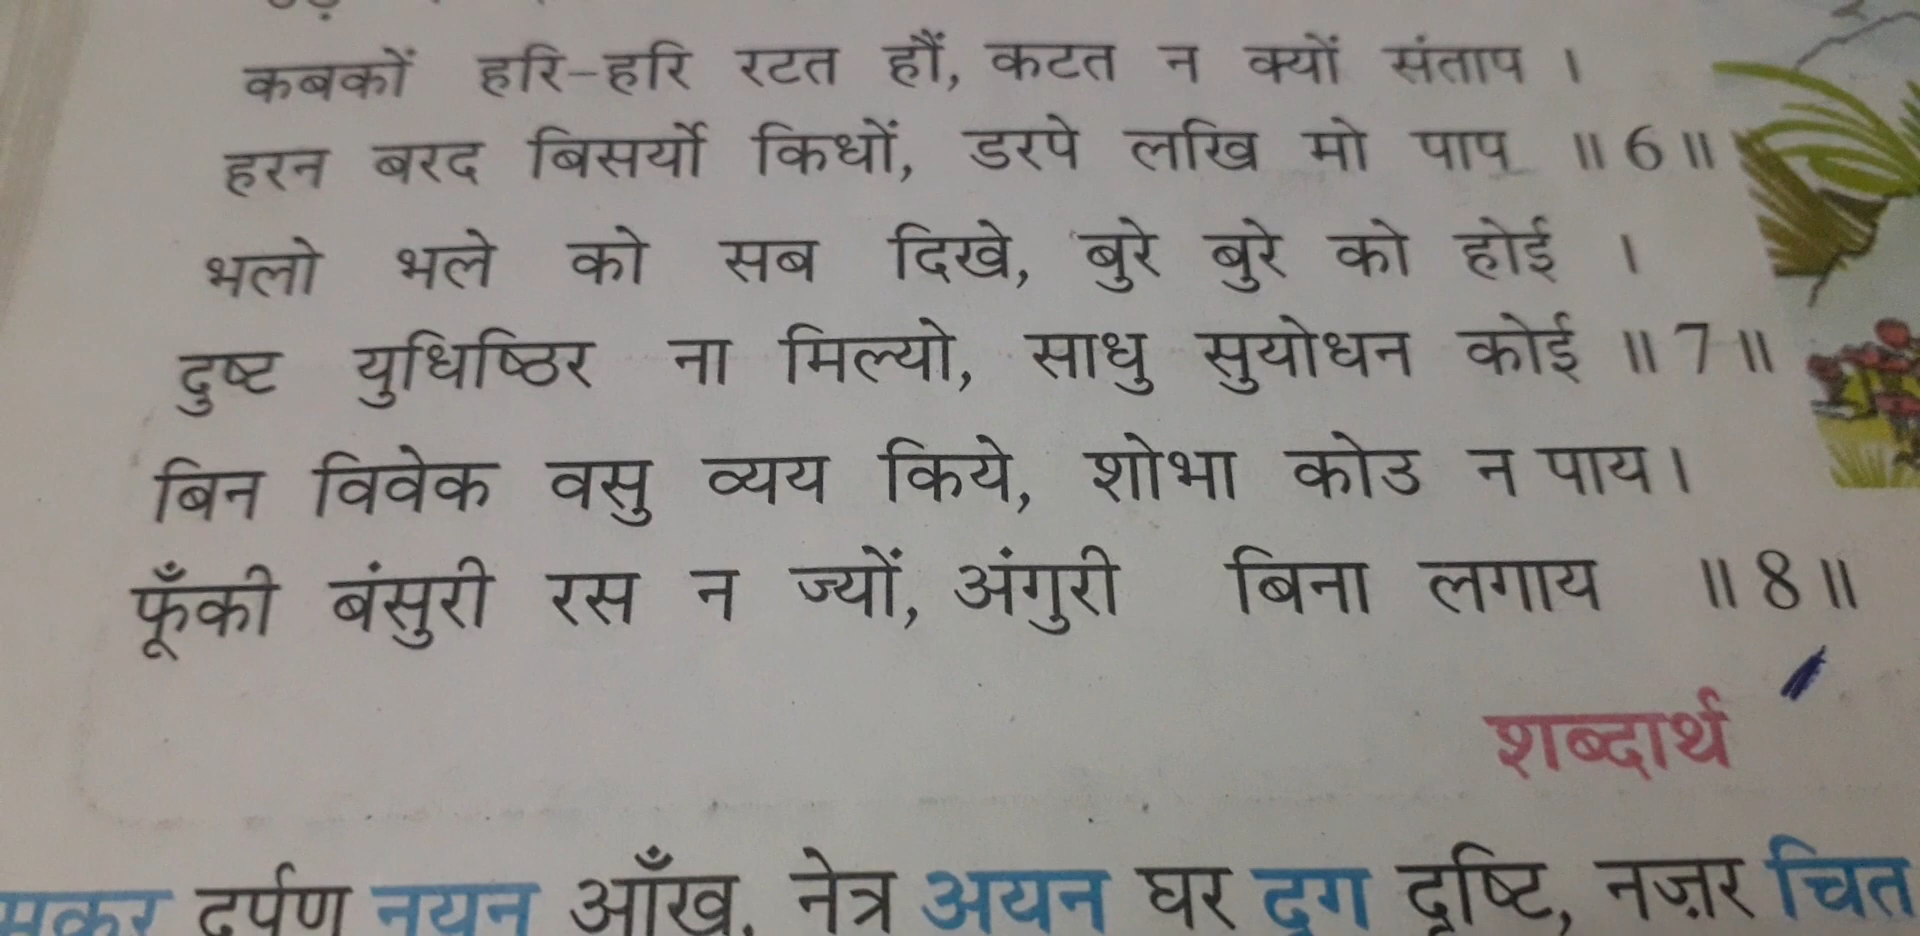 कबकों हरि-हरि रटत हौं, कटत न क्यों संताप ।
हरन बरद बिसर्यो किधों, डरपे लखि मो पाप ॥ 6 ॥
भलो भले को सब दिखे, बुरे बुरे को होई ।
दुष्ट युधिष्ठिर ना मिल्यो, साधु सुयोधन कोई ॥ 7 ॥
बिन विवेक वसु व्यय किये, शोभा कोउ न पाय ।
फूँकी बंसुरी रस न ज्यों, अंगुरी बिना लगाय ॥ 8 ॥
शब्दार्थ
मुकुर दर्पण नयन आँख, नेत्र अयन घर दृग दृष्टि, नज़र चित